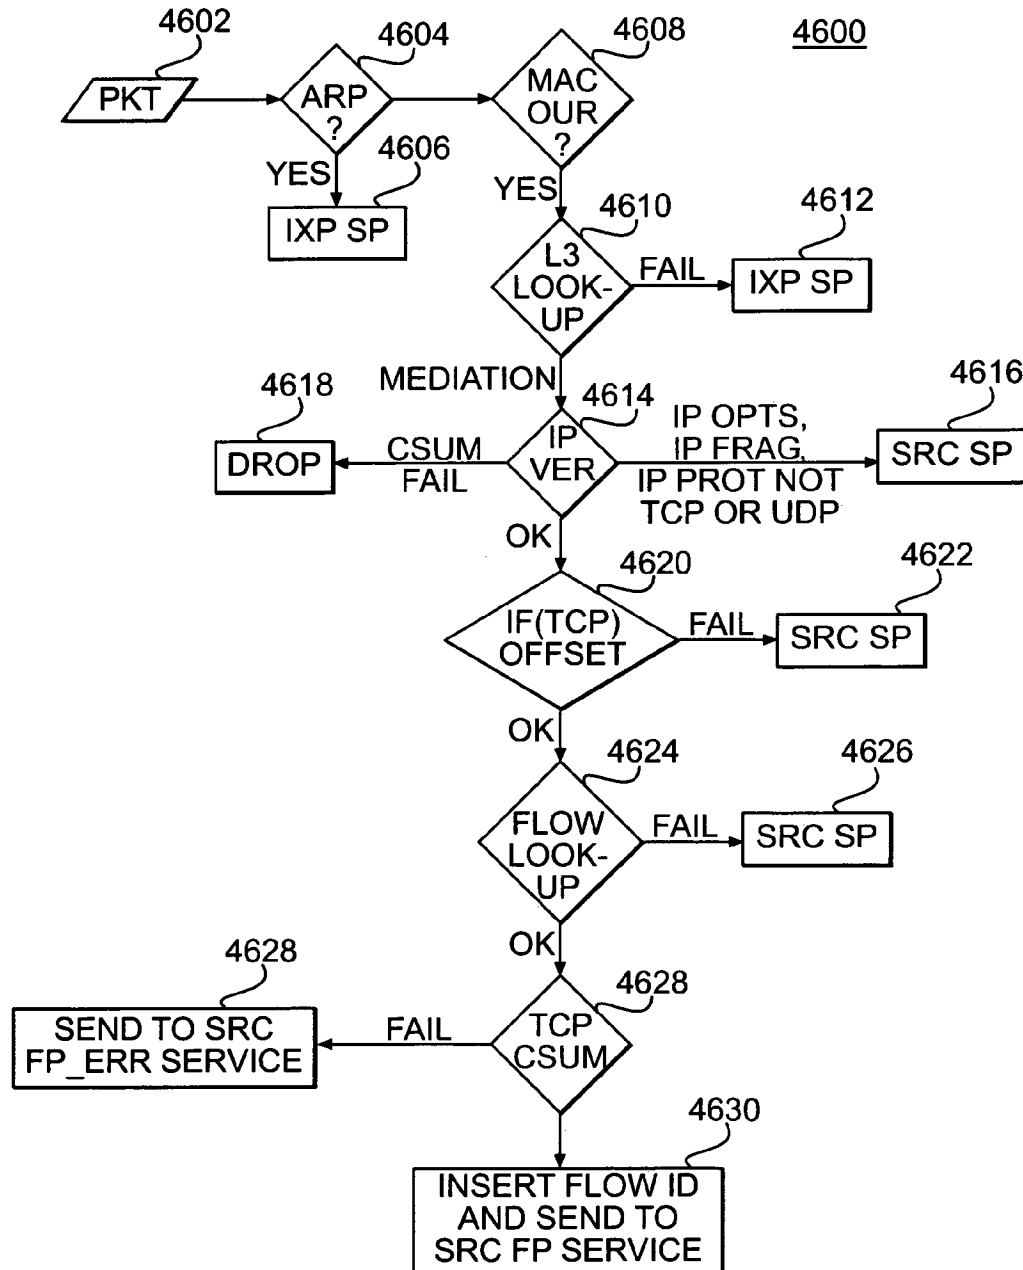 4602
4604
4608
4600
PKT
ARP
?
MAC
OUR
?
YES
4606
YES
IXP SP
4610
4612
L3
LOOK-
UP
FAIL
IXP SP
MEDIATION
4618
4614
4616
DROP
CSUM
FAIL
IP
VER
IP OPTS,
IP FRAG,
IP PROT NOT
TCP OR UDP
SRC SP
OK
4620
4622
IF(TCP)
OFFSET
FAIL
SRC SP
OK
4624
4626
FLOW
LOOK-
UP
FAIL
SRC SP
OK
4628
4628
SEND TO SRC
FP_ERR SERVICE
FAIL
TCP
CSUM
4630
INSERT FLOW ID
AND SEND TO
SRC FP SERVICE